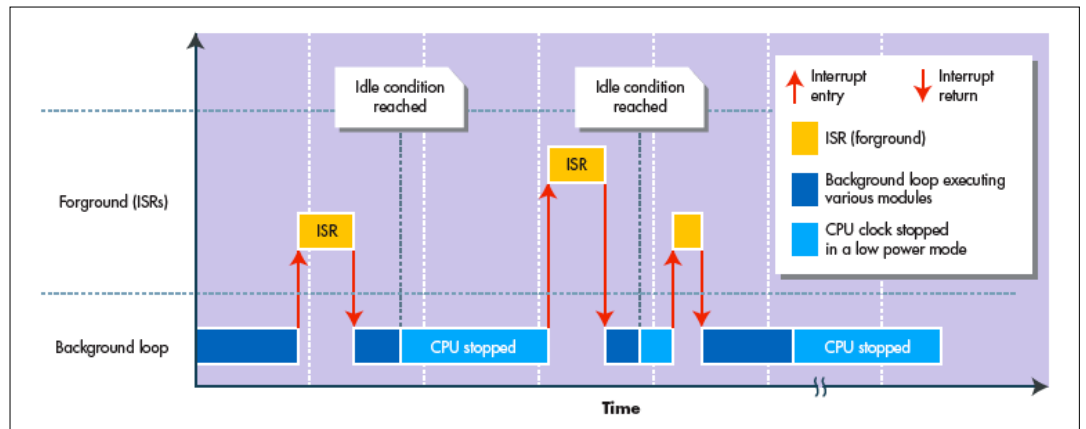 Idle condition
reached
Idle condition
reached
Interrupt
entry
Interrupt
return
ISR (forground)
Background loop executing
various modules
CPU clock stopped
in a low power mode
ISR
Forground (ISRs)
ISR
Background loop
CPU stopped
CPU stopped
Time